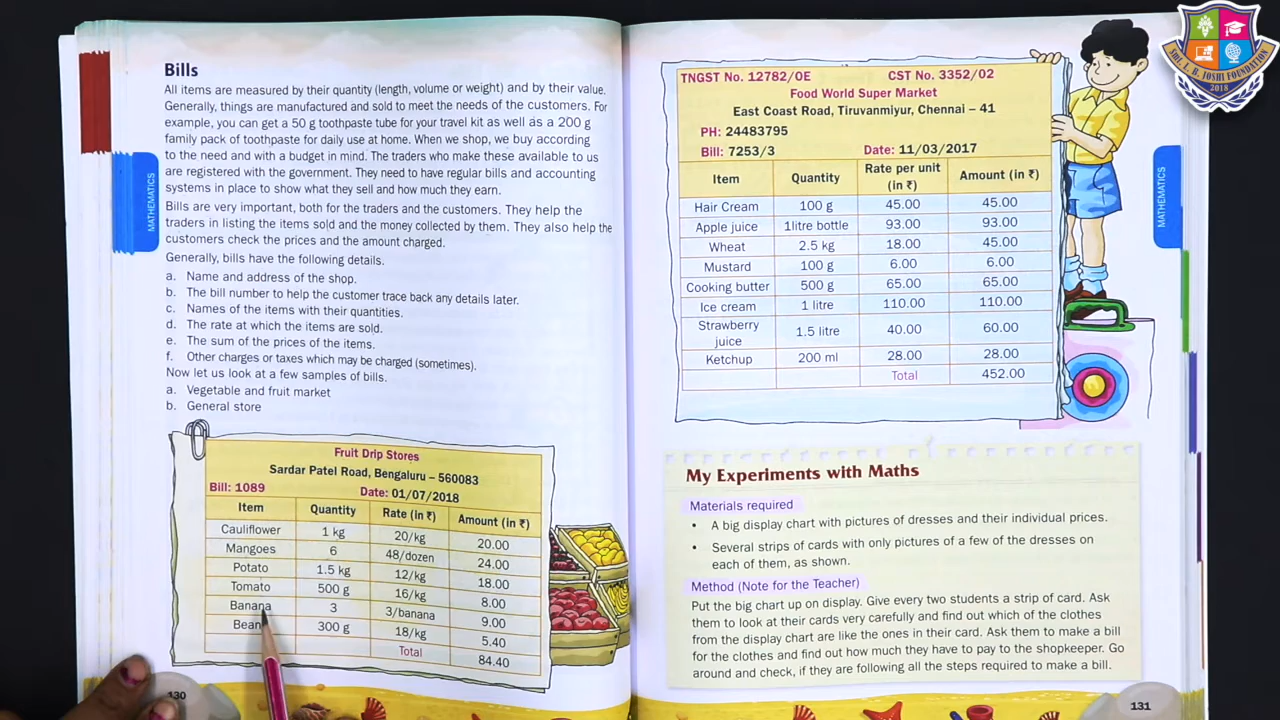 Bills
All items are measured by their quantity (length, volume or weight) and by their value.
Generally, things are manufactured and sold to meet the needs of the customers. For
example, you can get a 50 g toothpaste tube for your travel kit as well as a 200 g
family pack of toothpaste for daily use at home. When we shop, we buy according
to the need and with a budget in mind. The traders who make these available to us
are registered with the government. They need to have regular bills and accounting
systems in place to show what they sell and how much they earn.
Bills are very important, both for the traders and the customers. They help the
traders in listing the items sold and the money collected by them. They also help the
customers check the prices and the amount charged.
Generally, bills have the following details.
a. Name and address of the shop.
b. The bill number to help the customer trace back any details later.
c. Names of the items with their quantities.
d. The rate at which the items are sold.
e. The sum of the prices of the items.
f. Other charges or taxes which may be charged (sometimes).
Now let us look at a few samples of bills.
a. Vegetable and fruit market
b. General store
MATHEMATICS
Fruit Drip Stores
Sardar Patel Road, Bengaluru – 560083
Bill: 1089 Date: 01/07/2018
Item Quantity Rate (in ₹) Amount (in ₹)
Cauliflower 1 kg 20/kg 20.00
Mangoes 6 48/dozen 24.00
Potato 1.5 kg 12/kg 18.00
Tomato 500 g 16/kg 8.00
Banana 3 3/banana 9.00
Bean 300 g 18/kg 5.40
Total 84.40
130
TNGST No. 12782/OE CST No. 3352/02
Food World Super Market
East Coast Road, Tiruvanmiyur, Chennai – 41
PH: 24483795
Bill: 7253/3 Date: 11/03/2017
Item Quantity Rate per unit (in ₹) Amount (in ₹)
Hair Cream 100 g 45.00 45.00
Apple juice 1litre bottle 93.00 93.00
Wheat 2.5 kg 18.00 45.00
Mustard 100 g 6.00 6.00
Cooking butter 500 g 65.00 65.00
Ice cream 1 litre 110.00 110.00
Strawberry juice 1.5 litre 40.00 60.00
Ketchup 200 ml 28.00 28.00
Total 452.00
MATHEMATICS
My Experiments with Maths
Materials required
• A big display chart with pictures of dresses and their individual prices.
• Several strips of cards with only pictures of a few of the dresses on
each of them, as shown.
Method (Note for the Teacher)
Put the big chart up on display. Give every two students a strip of card. Ask
them to look at their cards very carefully and find out which of the clothes
from the display chart are like the ones in their card. Ask them to make a bill
for the clothes and find out how much they have to pay to the shopkeeper. Go
around and check, if they are following all the steps required to make a bill.
131
SHL. I. B. JOSHI FOUNDATION
2018